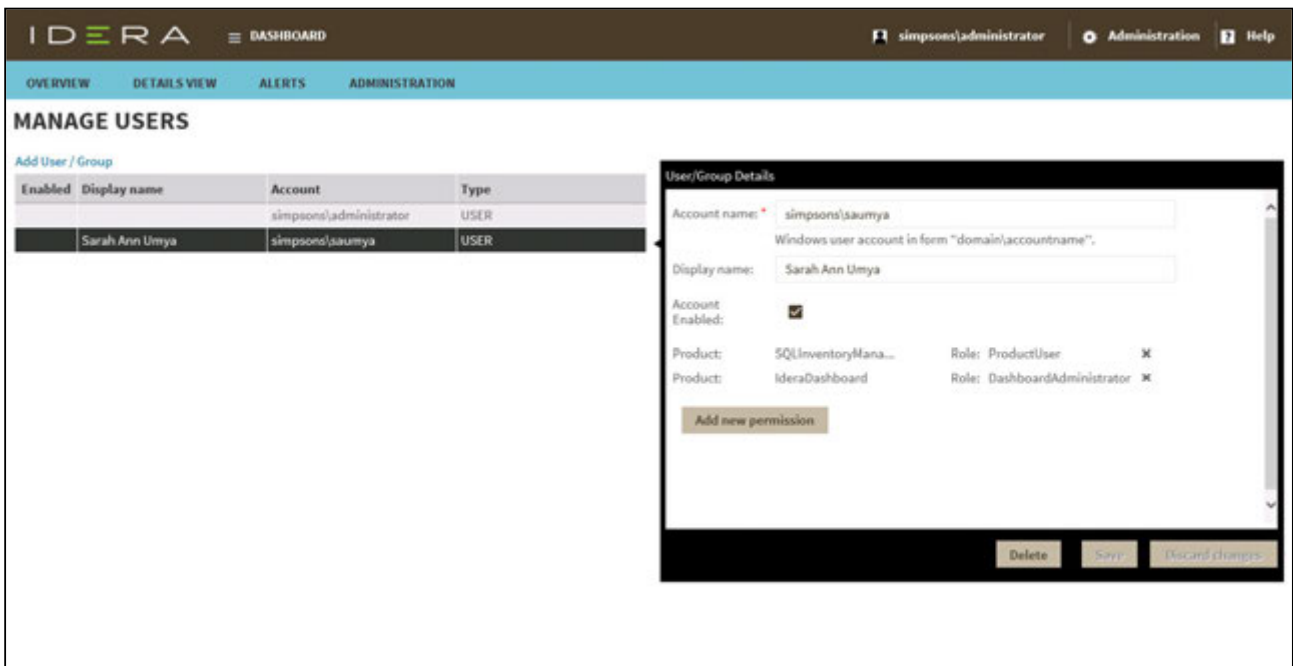 IDERA DASHBOARD simpsons\administrator Administration ? Help
OVERVIEW DETAILS VIEW ALERTS ADMINISTRATION
MANAGE USERS
Add User / Group
Enabled Display name Account Type
simpsons\administrator USER
Sarah Ann Umya simpsons\saumya USER
User/Group Details
Account name: * simpsons\saumya
Windows user account in form "domain\accountname".
Display name: Sarah Ann Umya
Account
Enabled:
Product: SQLInventoryMana... Role: ProductUser
Product: IderaDashboard Role: DashboardAdministrator
Add new permission
Delete Save Discard changes